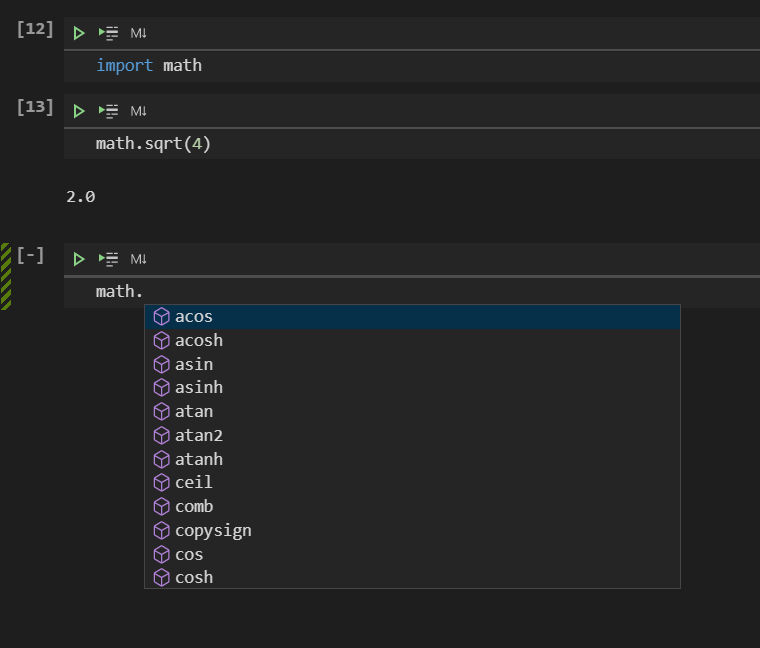 [12]
M↓
import math
[13]
M↓
math.sqrt(4)
2.0
[-]
M↓
math.
acos
acosh
asin
asinh
atan
atan2
atanh
ceil
comb
copysign
cos
cosh